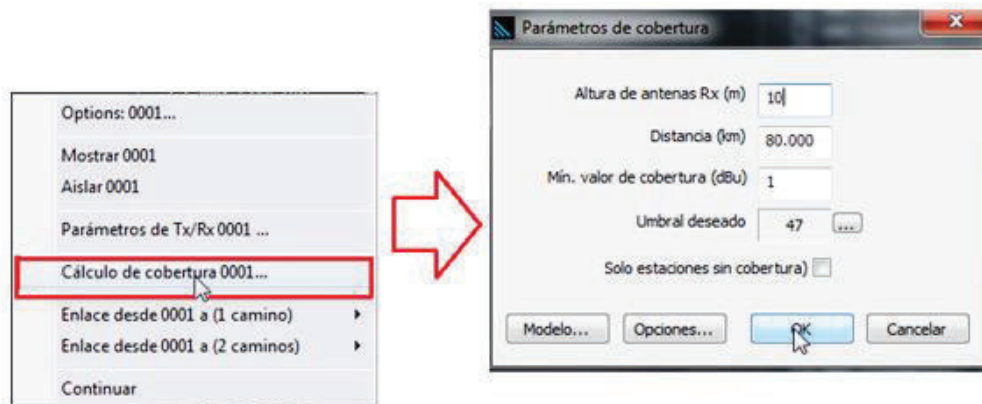 Options: 0001...
Mostrar 0001
Aislar 0001
Parámetros de Tx/Rx 0001 ...
Cálculo de cobertura 0001...
Enlace desde 0001 a (1 camino)
Enlace desde 0001 a (2 caminos)
Continuar
Parámetros de cobertura
Altura de antenas Rx (m) 10
Distancia (km) 80.000
Mín. valor de cobertura (dBu) 1
Umbral deseado 47 ...
Solo estaciones sin cobertura)
Modelo... Opciones... OK Cancelar